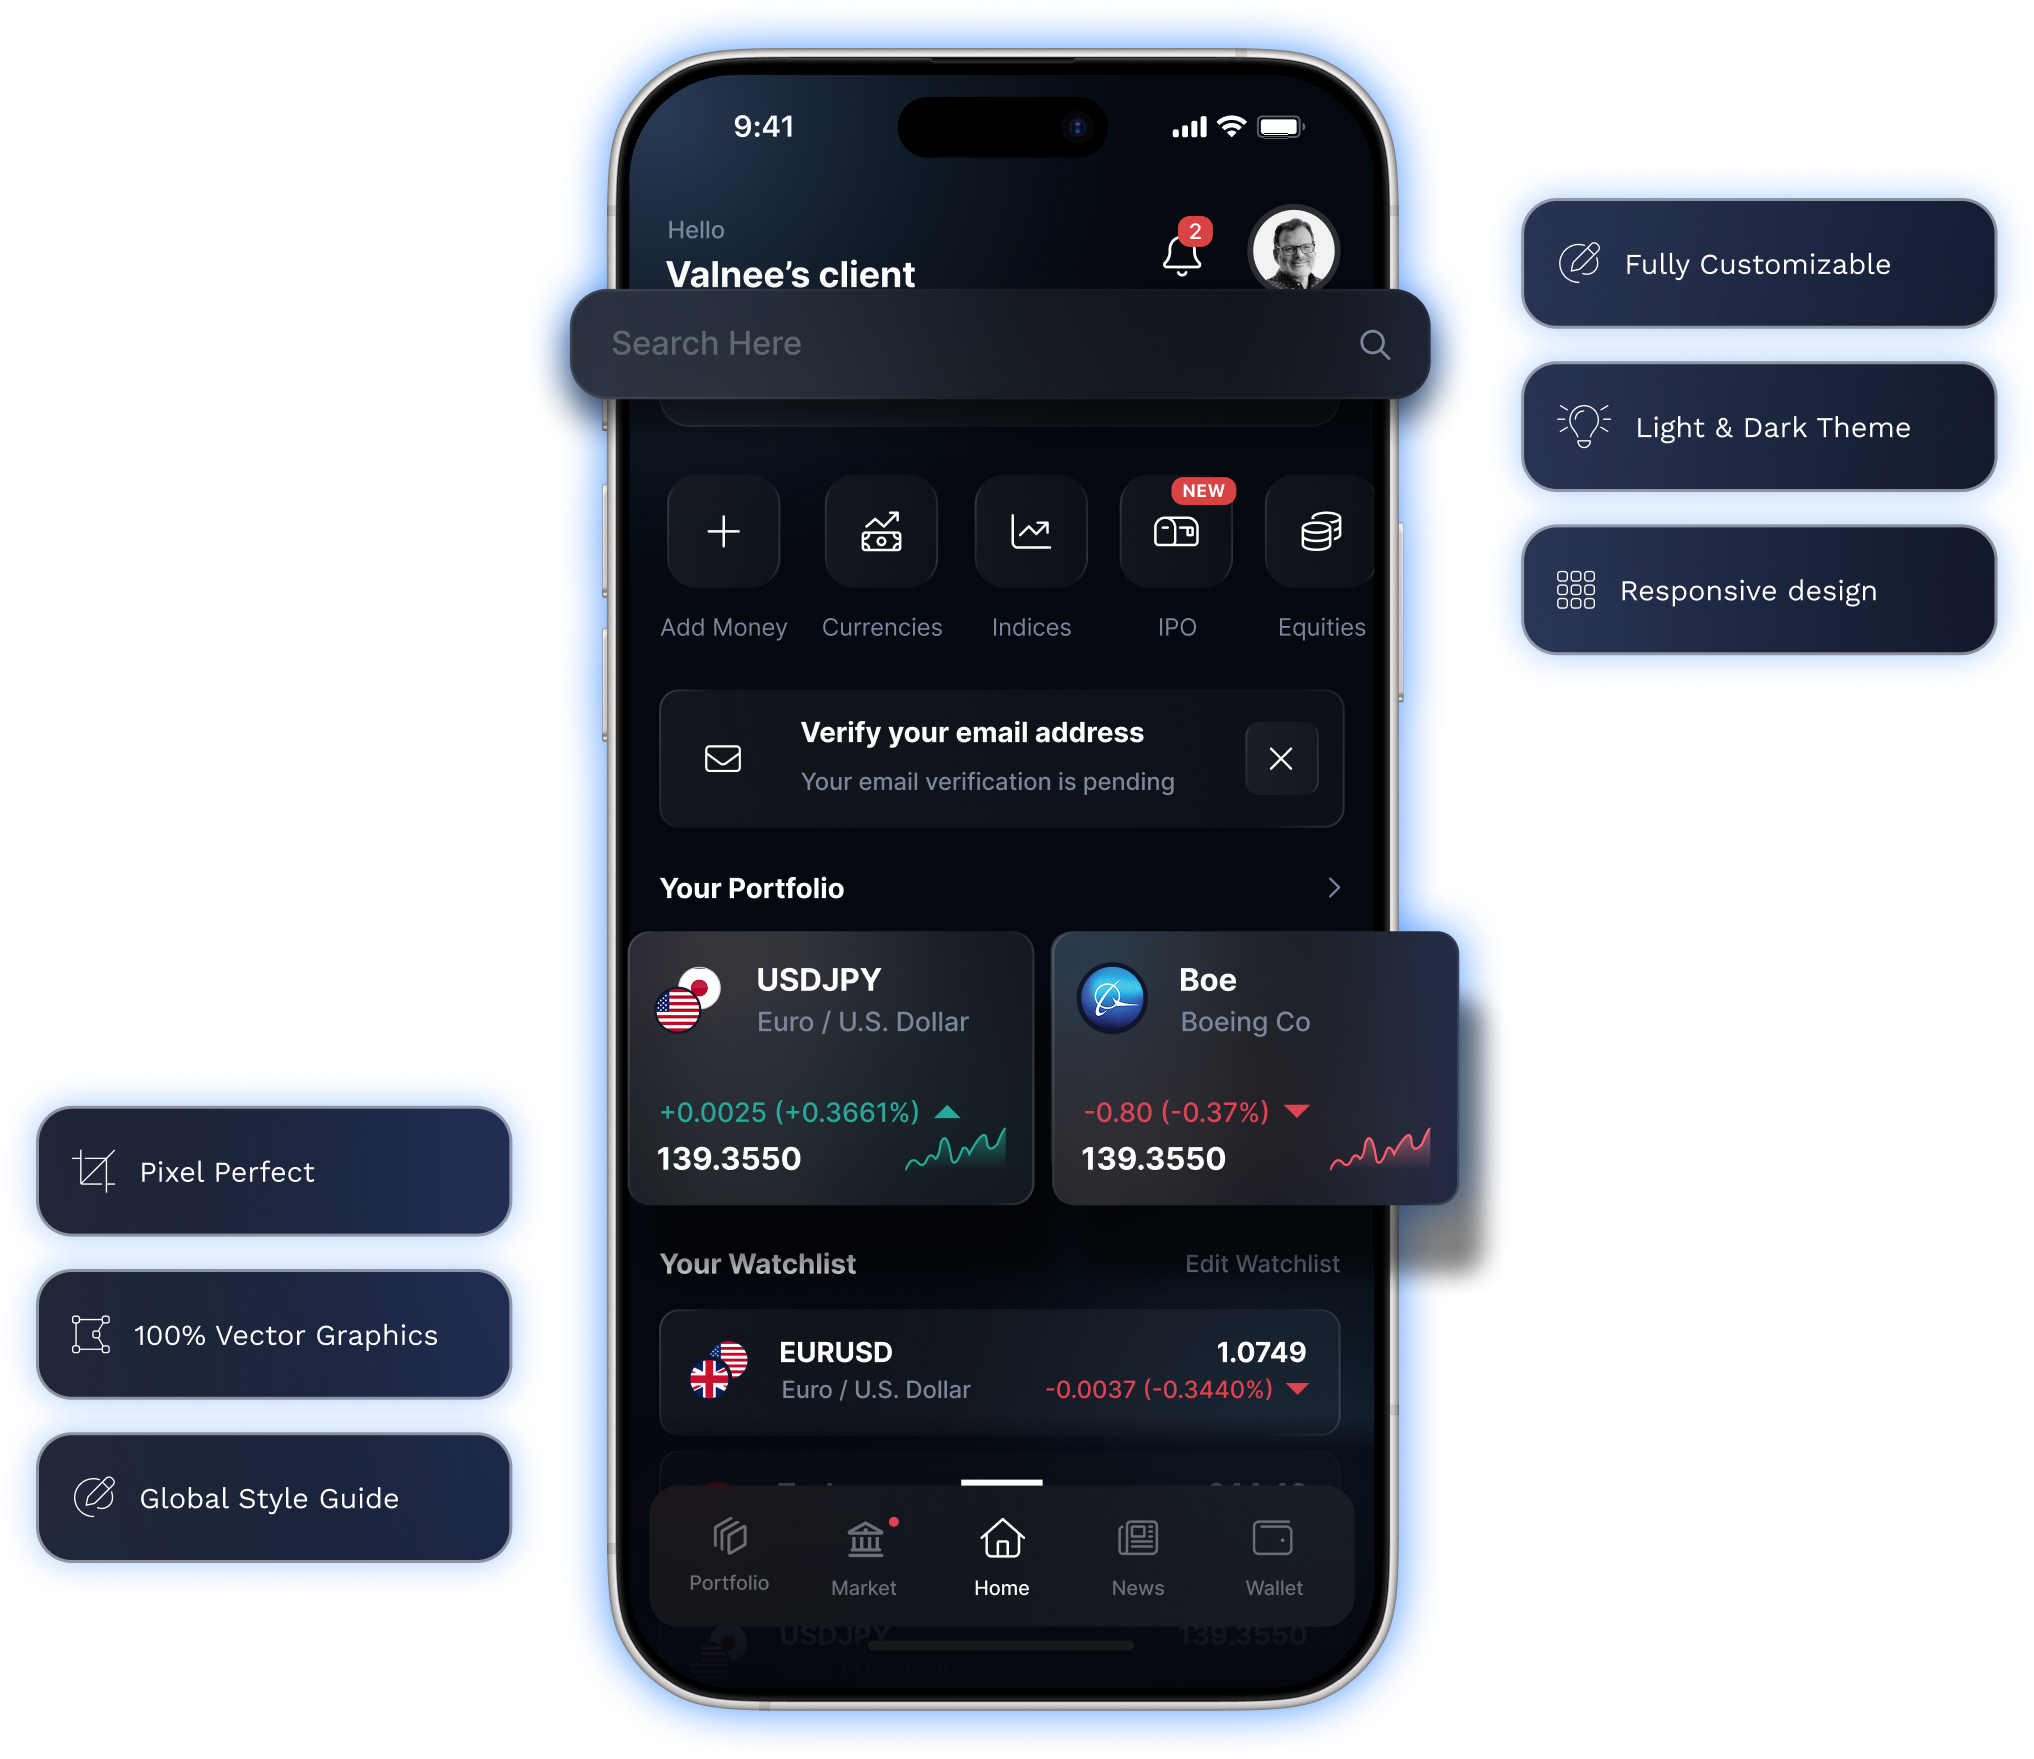 9:41
Hello
2
Valnee’s client
Search Here
NEW
Add Money
Currencies
Indices
IPO
Equities
Verify your email address
Your email verification is pending
Your Portfolio
USDJPY
Euro / U.S. Dollar
+0.0025 (+0.3661%)
139.3550
Boe
Boeing Co
-0.80 (-0.37%)
139.3550
Your Watchlist
Edit Watchlist
EURUSD
1.0749
Euro / U.S. Dollar
-0.0037 (-0.3440%)
Portfolio
Market
Home
News
Wallet
USDJPY
139.3550
Fully Customizable
Light & Dark Theme
Responsive design
Pixel Perfect
100% Vector Graphics
Global Style Guide